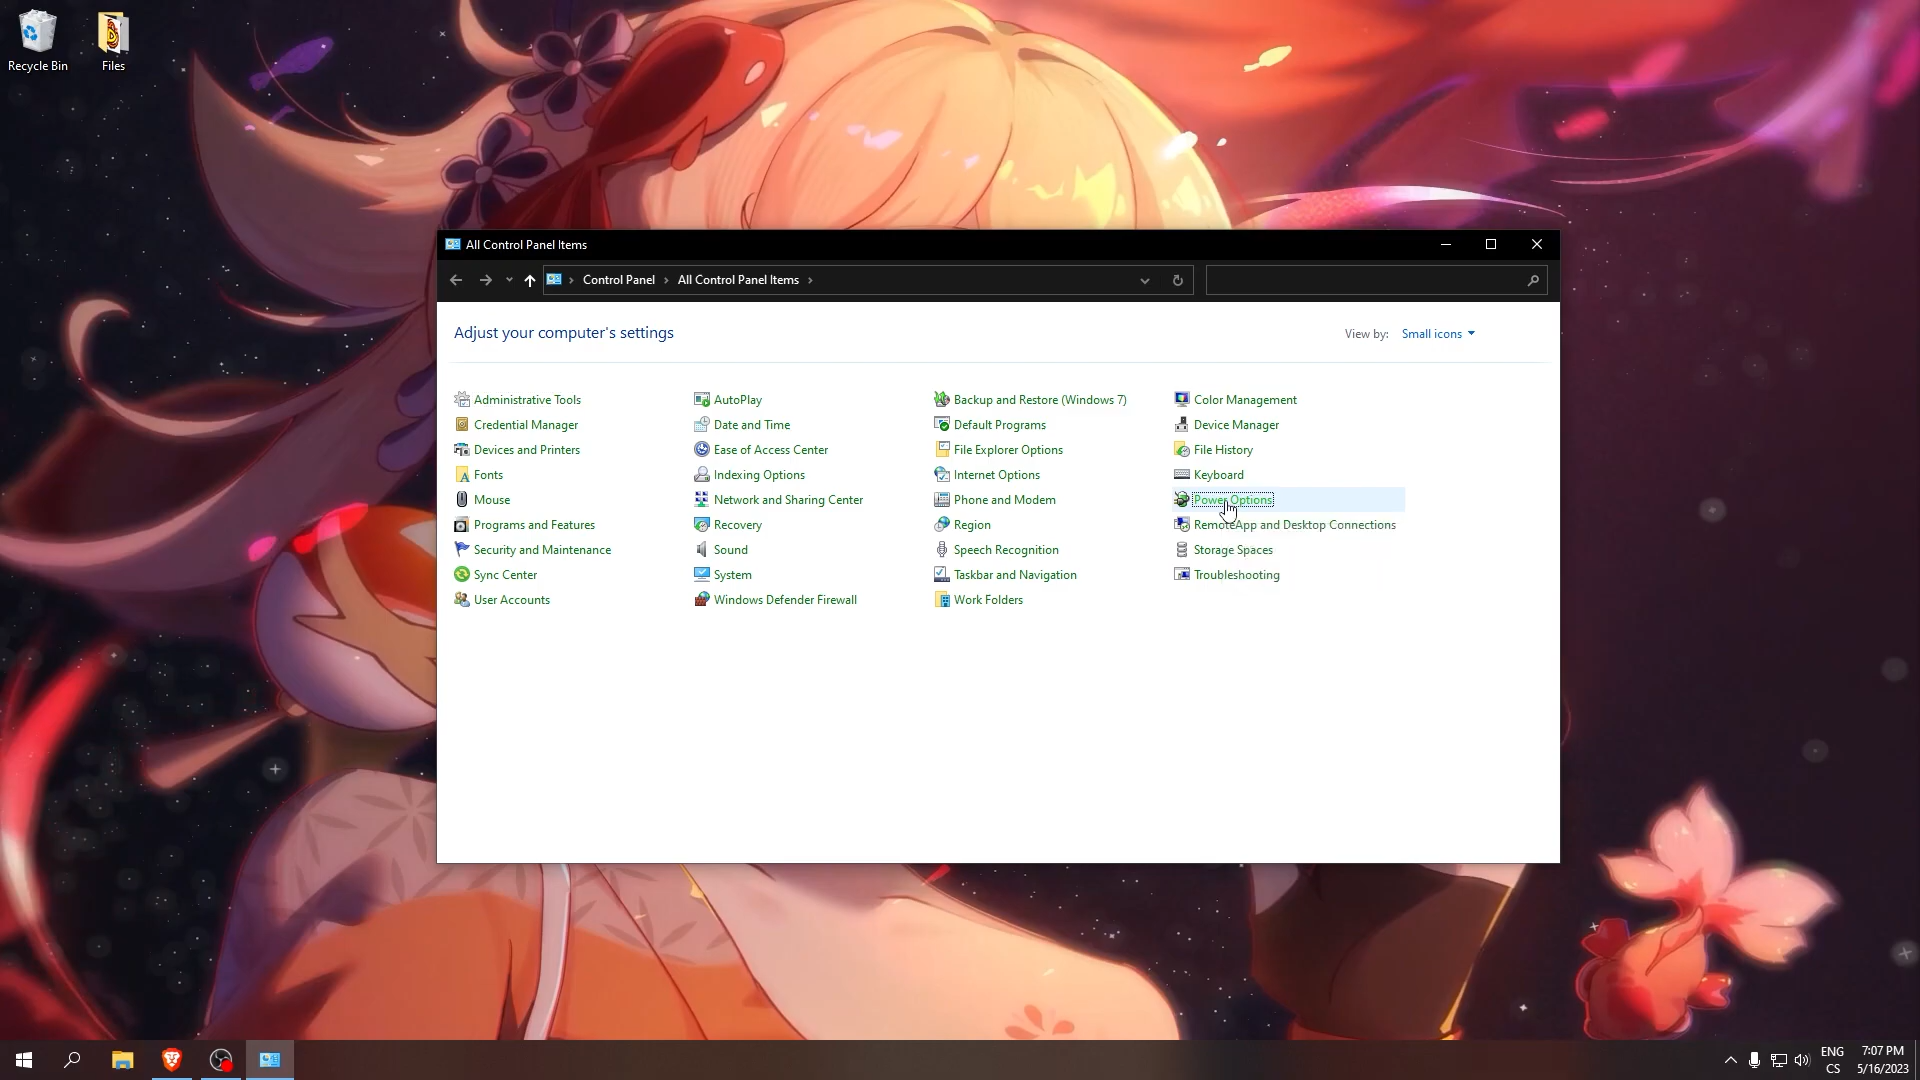 Recycle Bin
Files
All Control Panel Items
Control Panel
All Control Panel Items
Adjust your computer's settings
View by:
Small icons
Administrative Tools
AutoPlay
Backup and Restore (Windows 7)
Color Management
Credential Manager
Date and Time
Default Programs
Device Manager
Devices and Printers
Ease of Access Center
File Explorer Options
File History
Fonts
Indexing Options
Internet Options
Keyboard
Mouse
Network and Sharing Center
Phone and Modem
Power Options
Programs and Features
Recovery
Region
RemoteApp and Desktop Connections
Security and Maintenance
Sound
Speech Recognition
Storage Spaces
Sync Center
System
Taskbar and Navigation
Troubleshooting
User Accounts
Windows Defender Firewall
Work Folders
ENG
CS
7:07 PM
5/16/2023